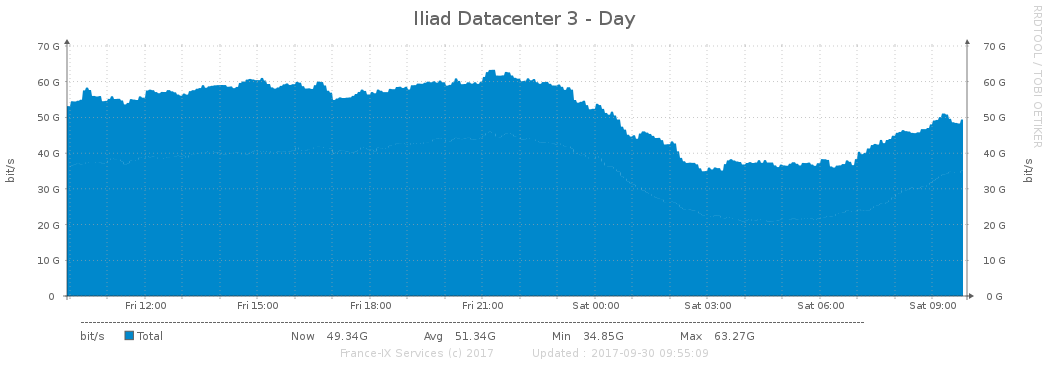 Iliad Datacenter 3 - Day
RRDTOOL / TOBI OETIKER
70 G 70 G
60 G 60 G
50 G 50 G
40 G 40 G
30 G 30 G
20 G 20 G
10 G 10 G
0 0 G
bit/s bit/s
Fri 12:00 Fri 15:00 Fri 18:00 Fri 21:00 Sat 00:00 Sat 03:00 Sat 06:00 Sat 09:00
bit/s Total Now 49.34G Avg 51.34G Min 34.85G Max 63.27G
France-IX Services (c) 2017 Updated : 2017-09-30 09:55:09